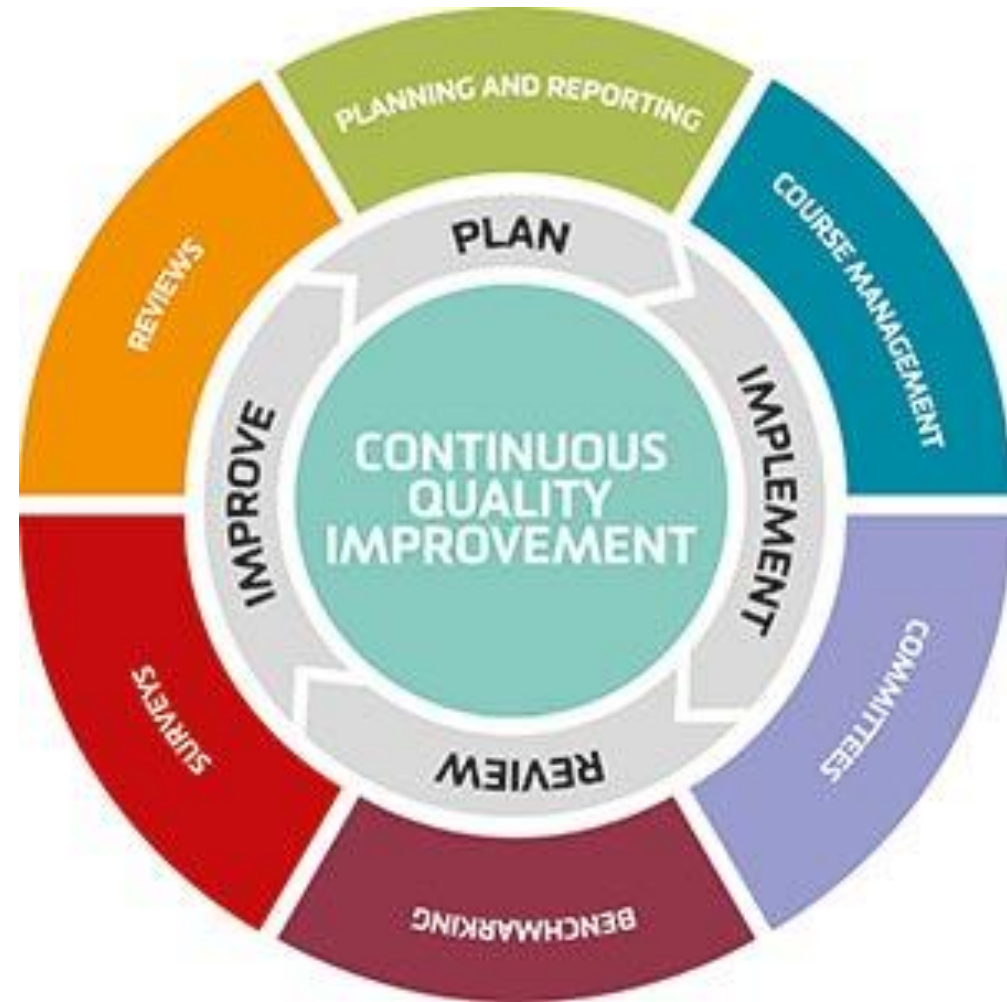 PLANNING AND REPORTING
COURSE MANAGEMENT
COMMITTEES
BENCHMARKING
SURVEYS
REVIEWS
PLAN
IMPLEMENT
REVIEW
IMPROVE
CONTINUOUS
QUALITY
IMPROVEMENT